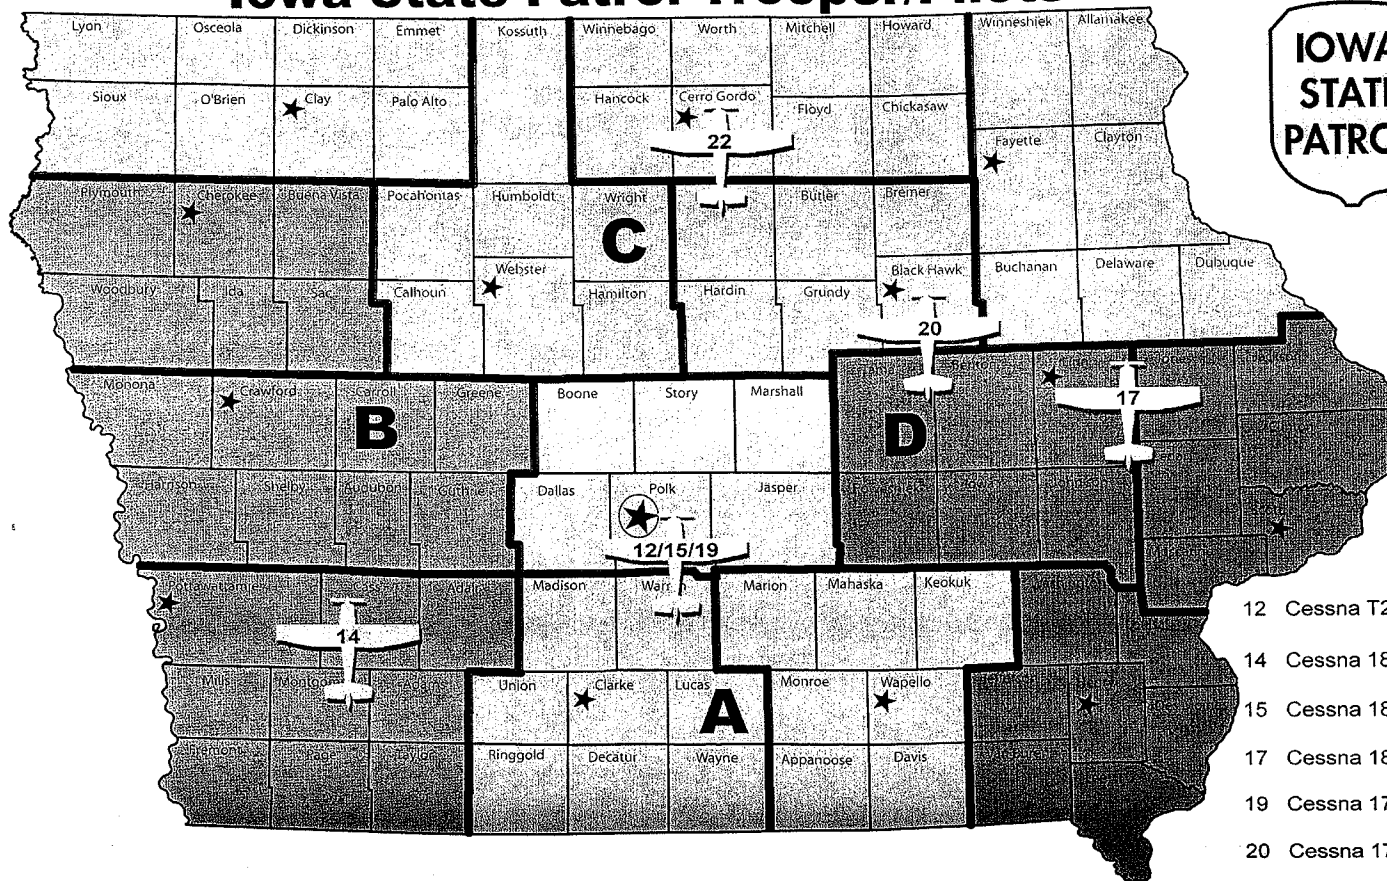 Iowa State Patrol Trooper/Pilots
IOWA
STATE
PATRO
Lyon Osceola Dickinson Emmet Kossuth Winnebago Worth Mitchell Howard Winneshiek Allamakee
Sioux O'Brien Clay Palo Alto Hancock Cerro Gordo Floyd Chickasaw
22
Fayette Clayton
Plymouth Cherokee Buena Vista Pocahontas Humboldt Wright Butler Bremer
C
Webster Black Hawk Buchanan Delaware Dubuque
Woodbury Ida Sac Calhoun Hamilton Hardin Grundy
20
Monona Crawford Carroll Greene Boone Story Marshall
17
B
D
Harrison Shelby Audubon Guthrie Dallas Polk Jasper Johnson
12/15/19
Madison Warren Marion Mahaska Keokuk
14
12 Cessna T2
14 Cessna 18
Mills Montgom Adams Union Clarke Lucas Monroe Wapello
A
15 Cessna 18
Fremont Page Taylor Ringgold Decatur Wayne Appanoose Davis
17 Cessna 18
19 Cessna 17
20 Cessna 17